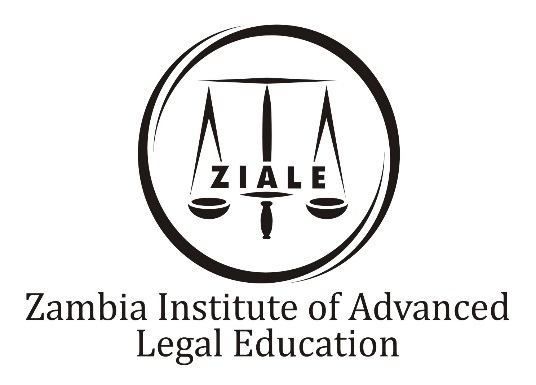 ZIALE
Zambia Institute of Advanced
Legal Education